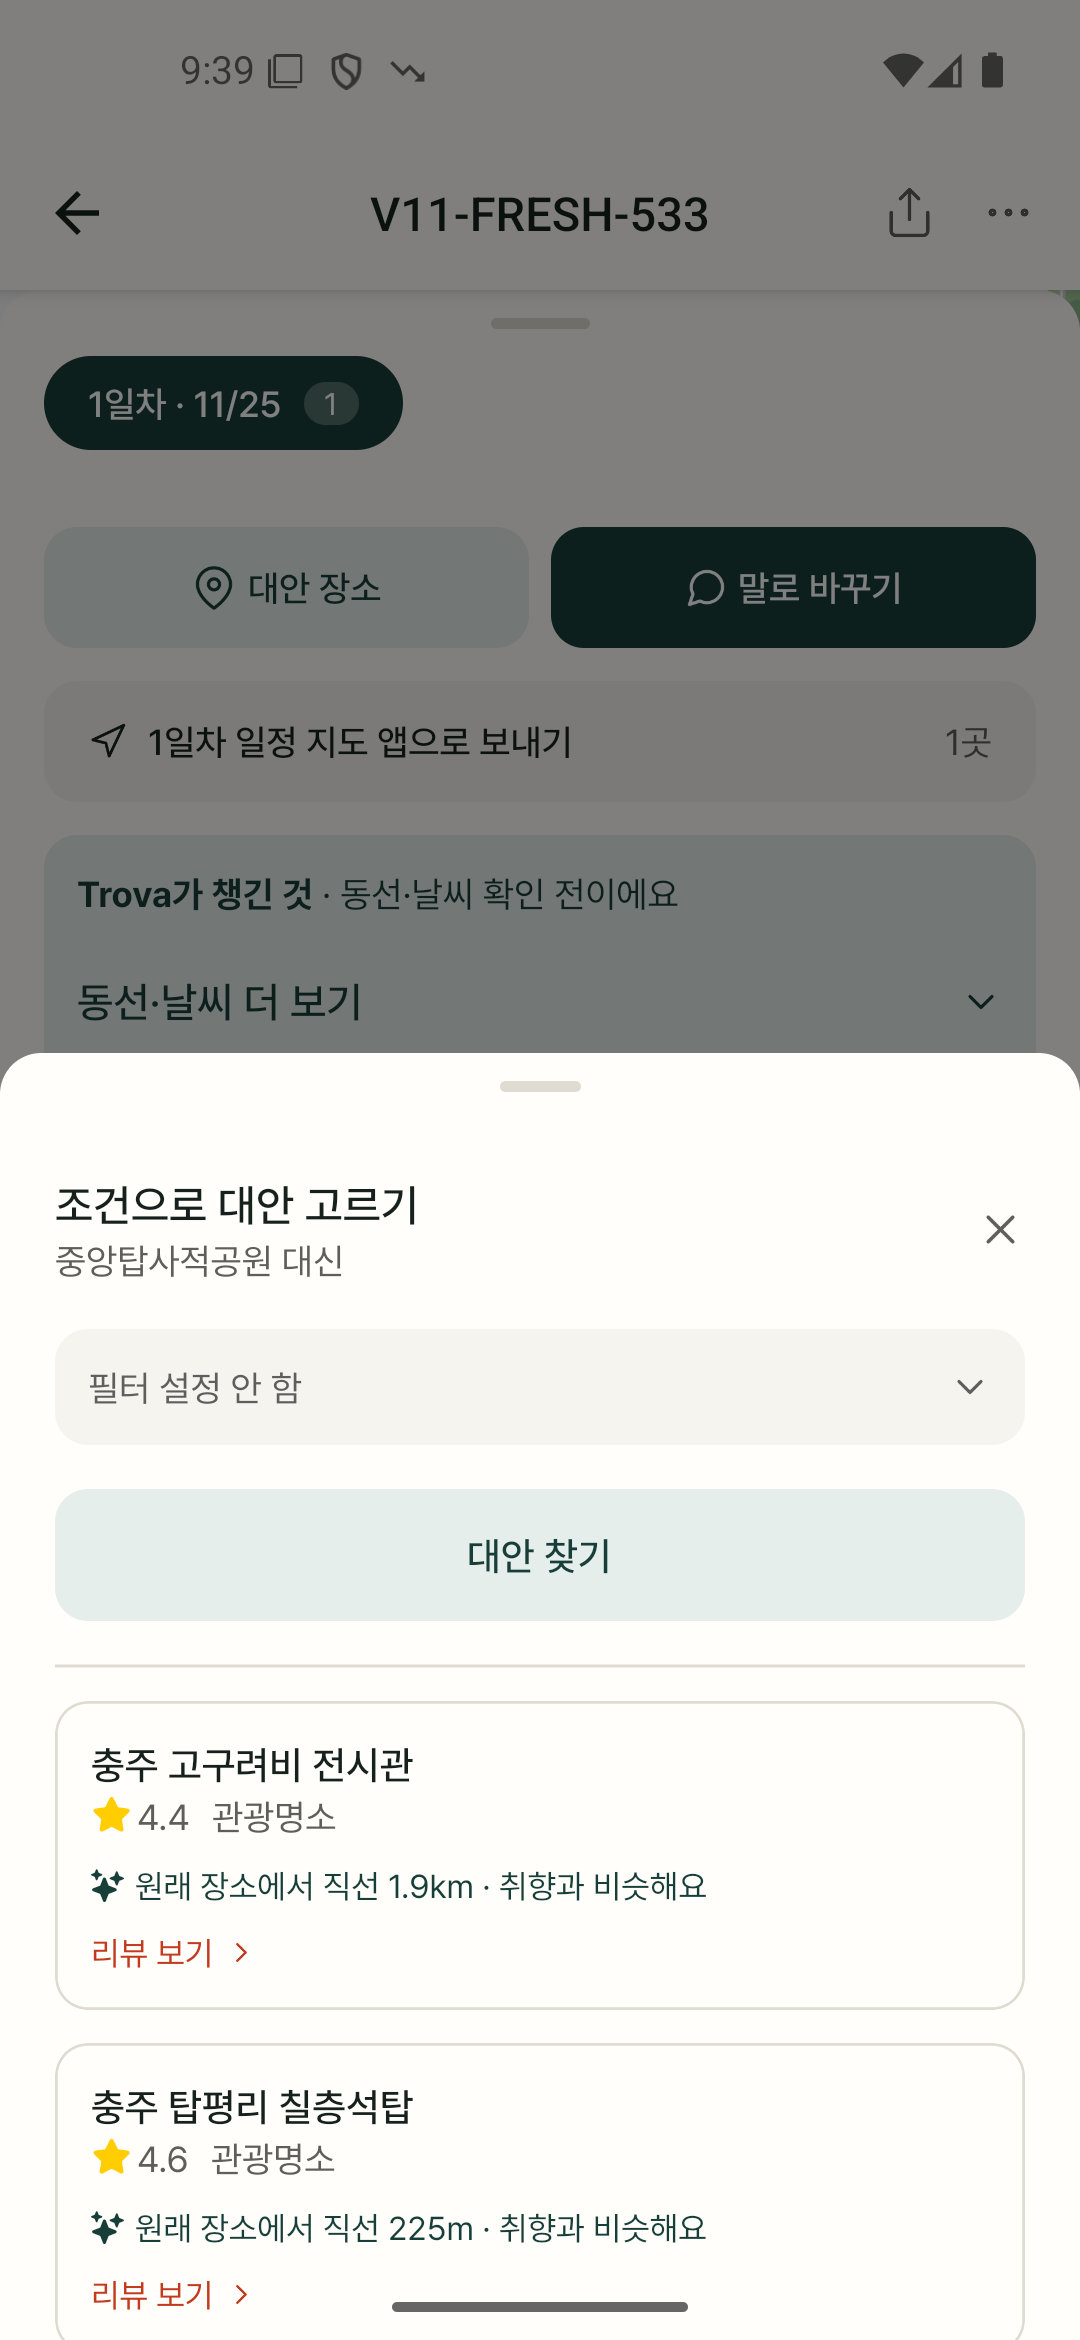 9:39
V11-FRESH-533
1일차 · 11/25 1
대안 장소
말로 바꾸기
1일차 일정 지도 앱으로 보내기 1곳
Trova가 챙긴 것 · 동선·날씨 확인 전이에요
동선·날씨 더 보기
조건으로 대안 고르기
중앙탑사적공원 대신
필터 설정 안 함
대안 찾기
충주 고구려비 전시관
4.4 관광명소
원래 장소에서 직선 1.9km · 취향과 비슷해요
리뷰 보기
충주 탑평리 칠층석탑
4.6 관광명소
원래 장소에서 직선 225m · 취향과 비슷해요
리뷰 보기